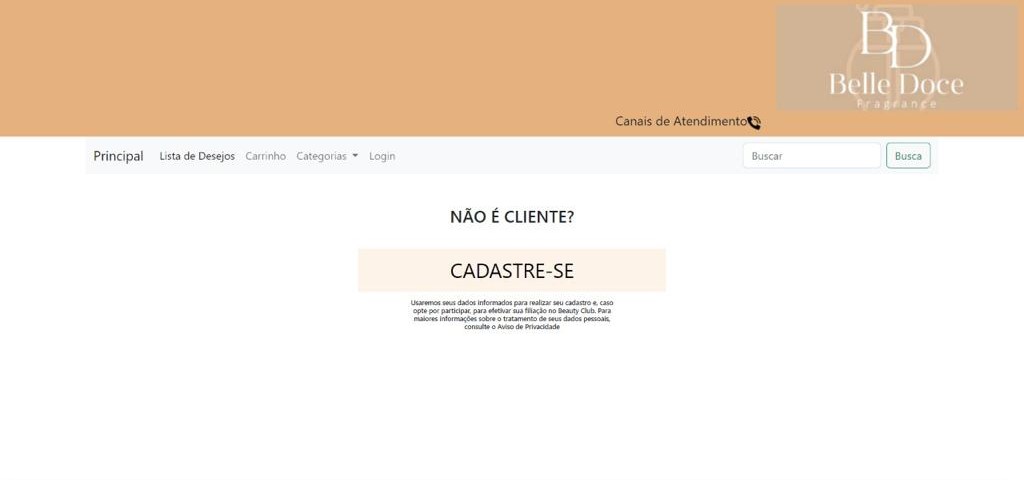 BD
Belle Doce
Fragrance
Canais de Atendimento
Principal Lista de Desejos Carrinho Categorias Login Buscar Busca
NÃO É CLIENTE?
CADASTRE-SE
Usaremos seus dados informados para realizar seu cadastro e, caso
opte por participar, para efetivar sua filiação no Beauty Club. Para
maiores informações sobre o tratamento de seus dados pessoais,
consulte o Aviso de Privacidade